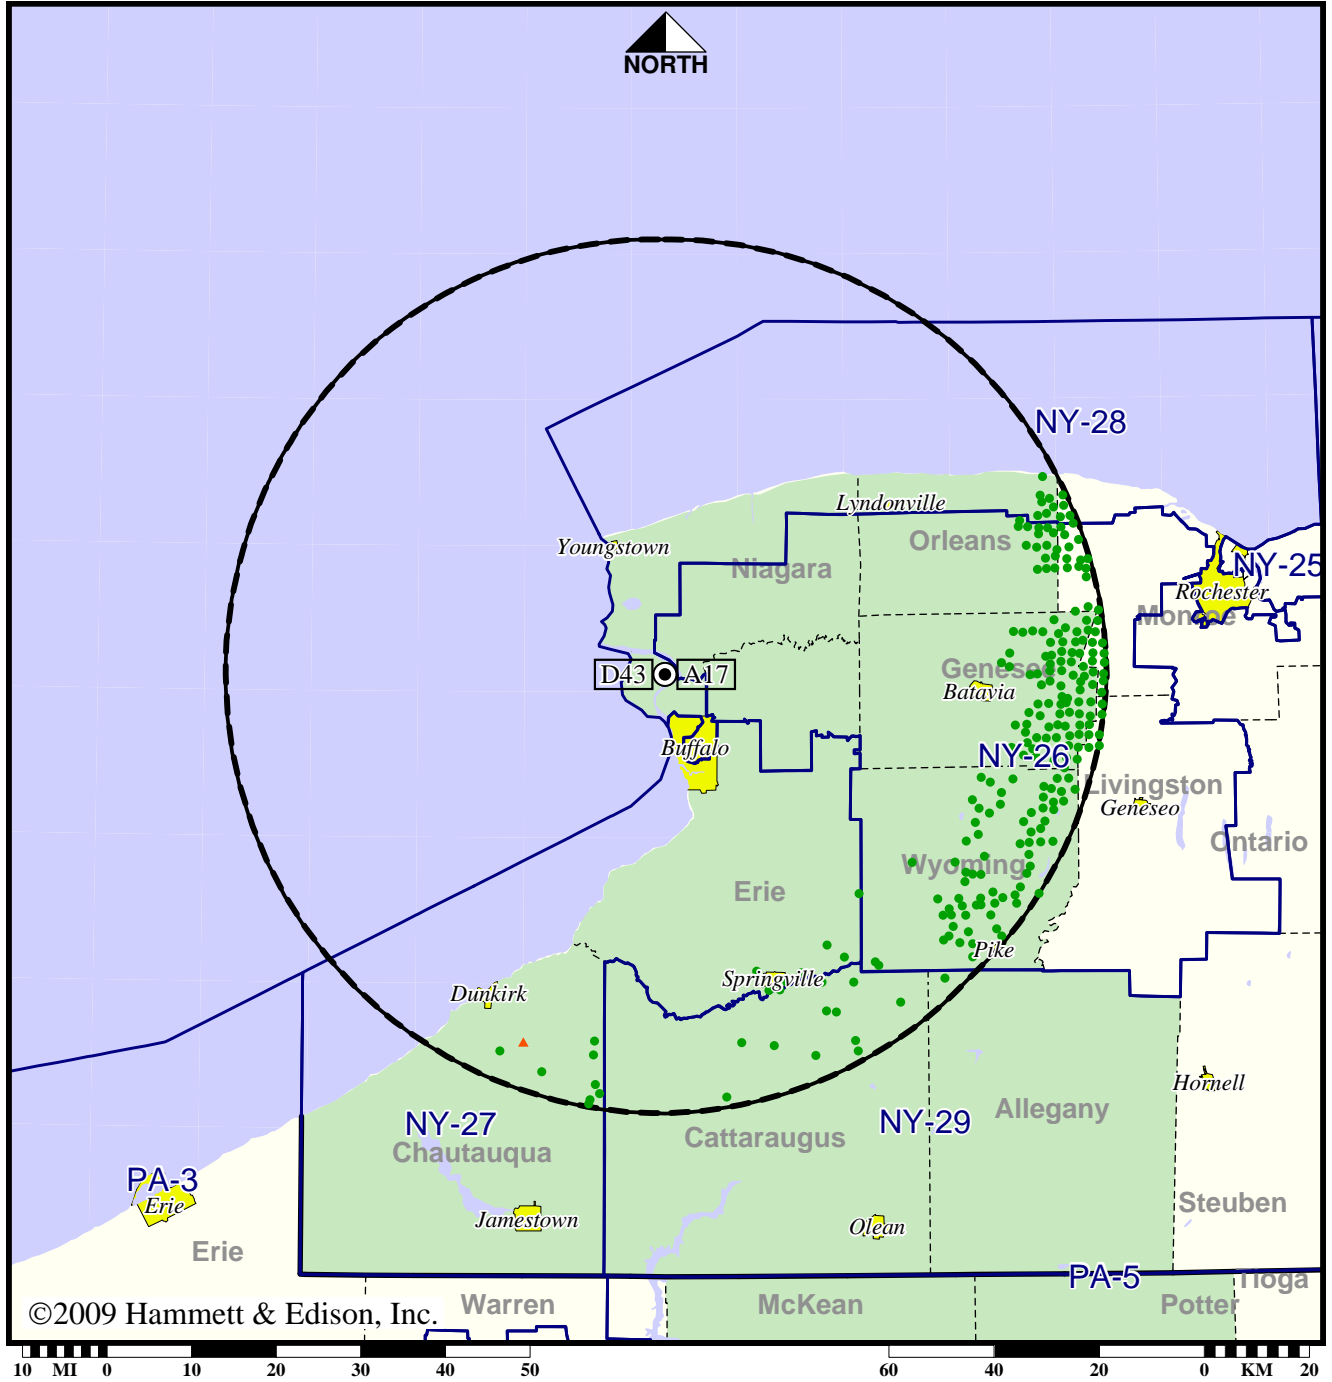 NORTH
NY-28
Lyndonville
Orleans
Youngstown
Niagara
NY-25
Rochester
Monroe
D43 A17
Genesee
Batavia
Buffalo
NY-26
Livingston
Geneseo
Ontario
Wyoming
Erie
Pike
Springville
Dunkirk
Hornell
Allegany
NY-27
NY-29
Cattaraugus
Chautauqua
PA-3
Erie
Steuben
Jamestown
Olean
Erie
PA-5
Tioga
Warren
McKean
Potter
©2009 Hammett & Edison, Inc.
10 MI 0 10 20 30 40 50 60 40 20 0 KM 20